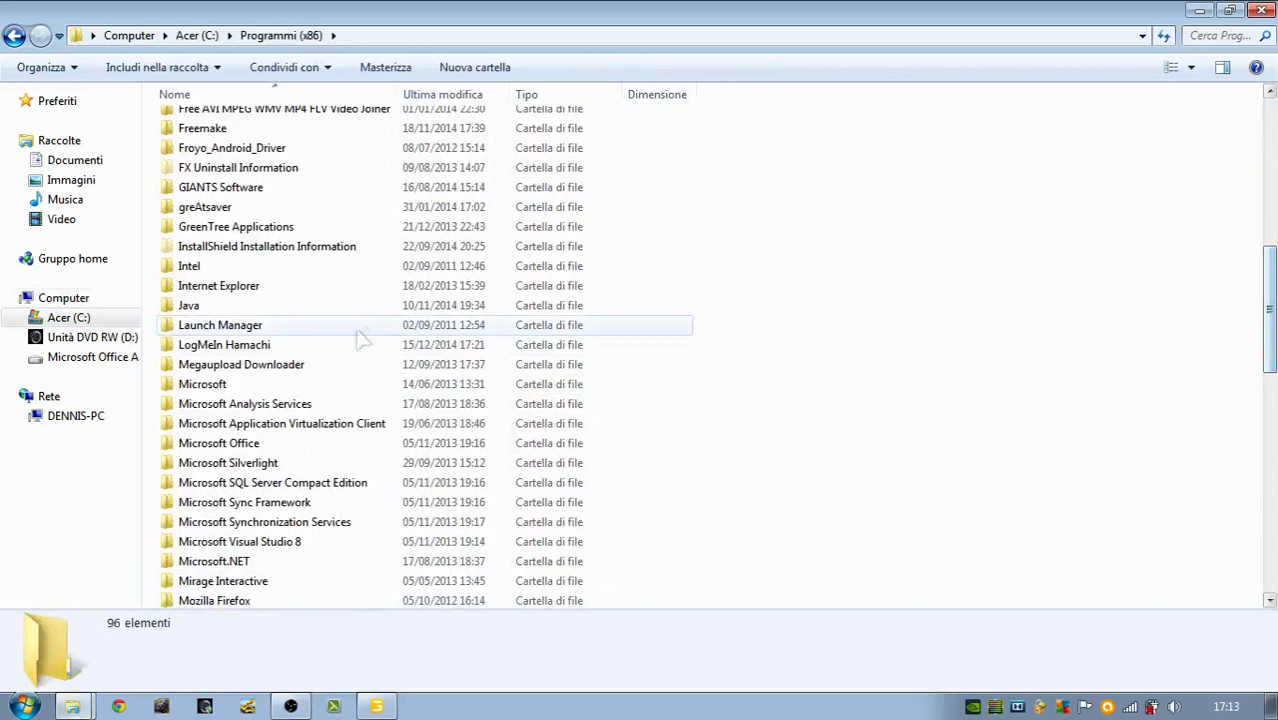 Computer Acer (C:) Programmi (x86) Cerca Prog...
Organizza Includi nella raccolta Condividi con Masterizza Nuova cartella
Nome Ultima modifica Tipo Dimensione
Preferiti
Raccolte
Documenti
Immagini
Musica
Video
Gruppo home
Computer
Acer (C:)
Unità DVD RW (D:)
Microsoft Office A
Rete
DENNIS-PC
Free AVI MPEG WMV MP4 FLV Video Joiner 01/01/2014 22:30 Cartella di file
Freemake 18/11/2014 17:39 Cartella di file
Froyo_Android_Driver 08/07/2012 15:14 Cartella di file
FX Uninstall Information 09/08/2013 14:07 Cartella di file
GIANTS Software 16/08/2014 15:14 Cartella di file
greAtsaver 31/01/2014 17:02 Cartella di file
GreenTree Applications 21/12/2013 22:43 Cartella di file
InstallShield Installation Information 22/09/2014 20:25 Cartella di file
Intel 02/09/2011 12:46 Cartella di file
Internet Explorer 18/02/2013 15:39 Cartella di file
Java 10/11/2014 19:34 Cartella di file
Launch Manager 02/09/2011 12:54 Cartella di file
LogMeIn Hamachi 15/12/2014 17:21 Cartella di file
Megaupload Downloader 12/09/2013 17:37 Cartella di file
Microsoft 14/06/2013 13:31 Cartella di file
Microsoft Analysis Services 17/08/2013 18:36 Cartella di file
Microsoft Application Virtualization Client 19/06/2013 18:46 Cartella di file
Microsoft Office 05/11/2013 19:16 Cartella di file
Microsoft Silverlight 29/09/2013 15:12 Cartella di file
Microsoft SQL Server Compact Edition 05/11/2013 19:16 Cartella di file
Microsoft Sync Framework 05/11/2013 19:16 Cartella di file
Microsoft Synchronization Services 05/11/2013 19:17 Cartella di file
Microsoft Visual Studio 8 05/11/2013 19:14 Cartella di file
Microsoft.NET 17/08/2013 18:37 Cartella di file
Mirage Interactive 05/05/2013 13:45 Cartella di file
Mozilla Firefox 05/10/2012 16:14 Cartella di file
96 elementi
17:13